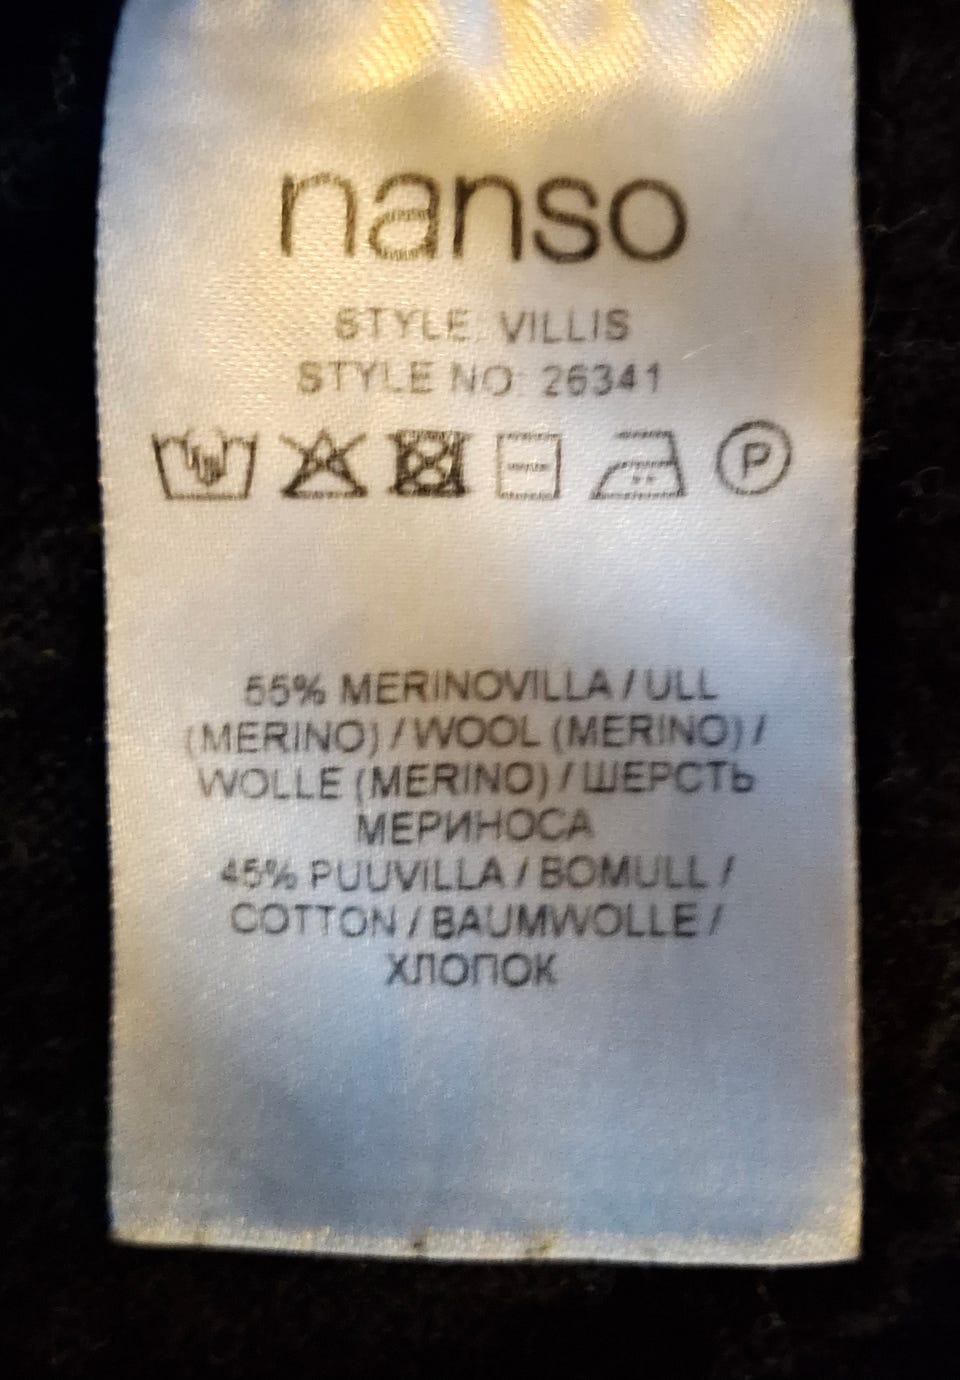 nanso
STYLE: VILLIS
STYLE NO: 26341
P
55% MERINOVILLA / ULL
(MERINO) / WOOL (MERINO) /
WOLLE (MERINO) / ШЕРСТЬ
МЕРИНОСА
45% PUUVILLA / BOMULL /
COTTON / BAUMWOLLE /
ХЛОПОК